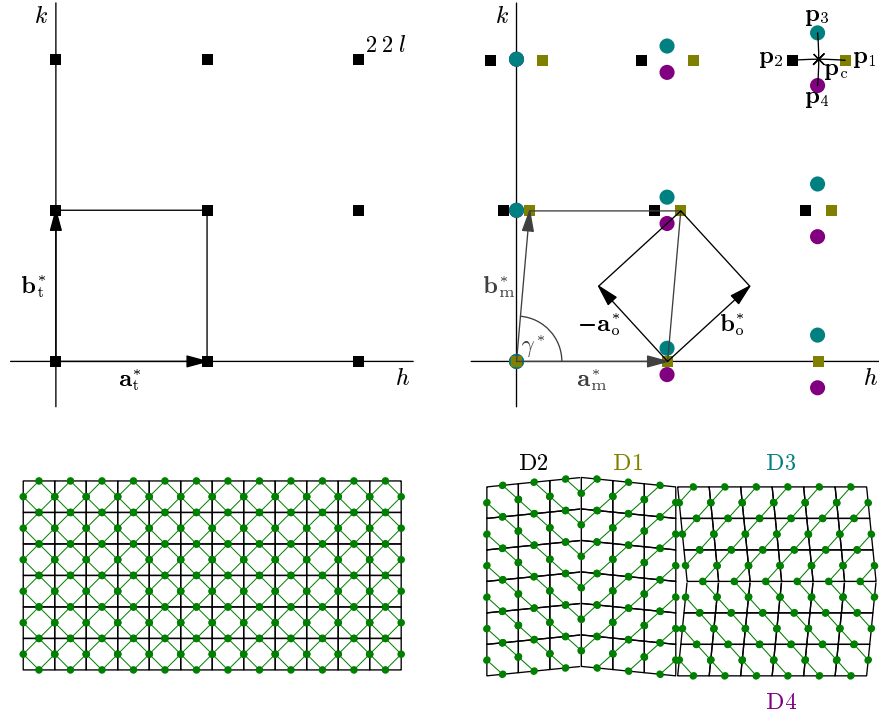 k
2 2 l
b*t
a*t
h
k
p3
p2
p1
pc
p4
b*m
-a*o
b*o
γ*
a*m
h
D2
D1
D3
D4